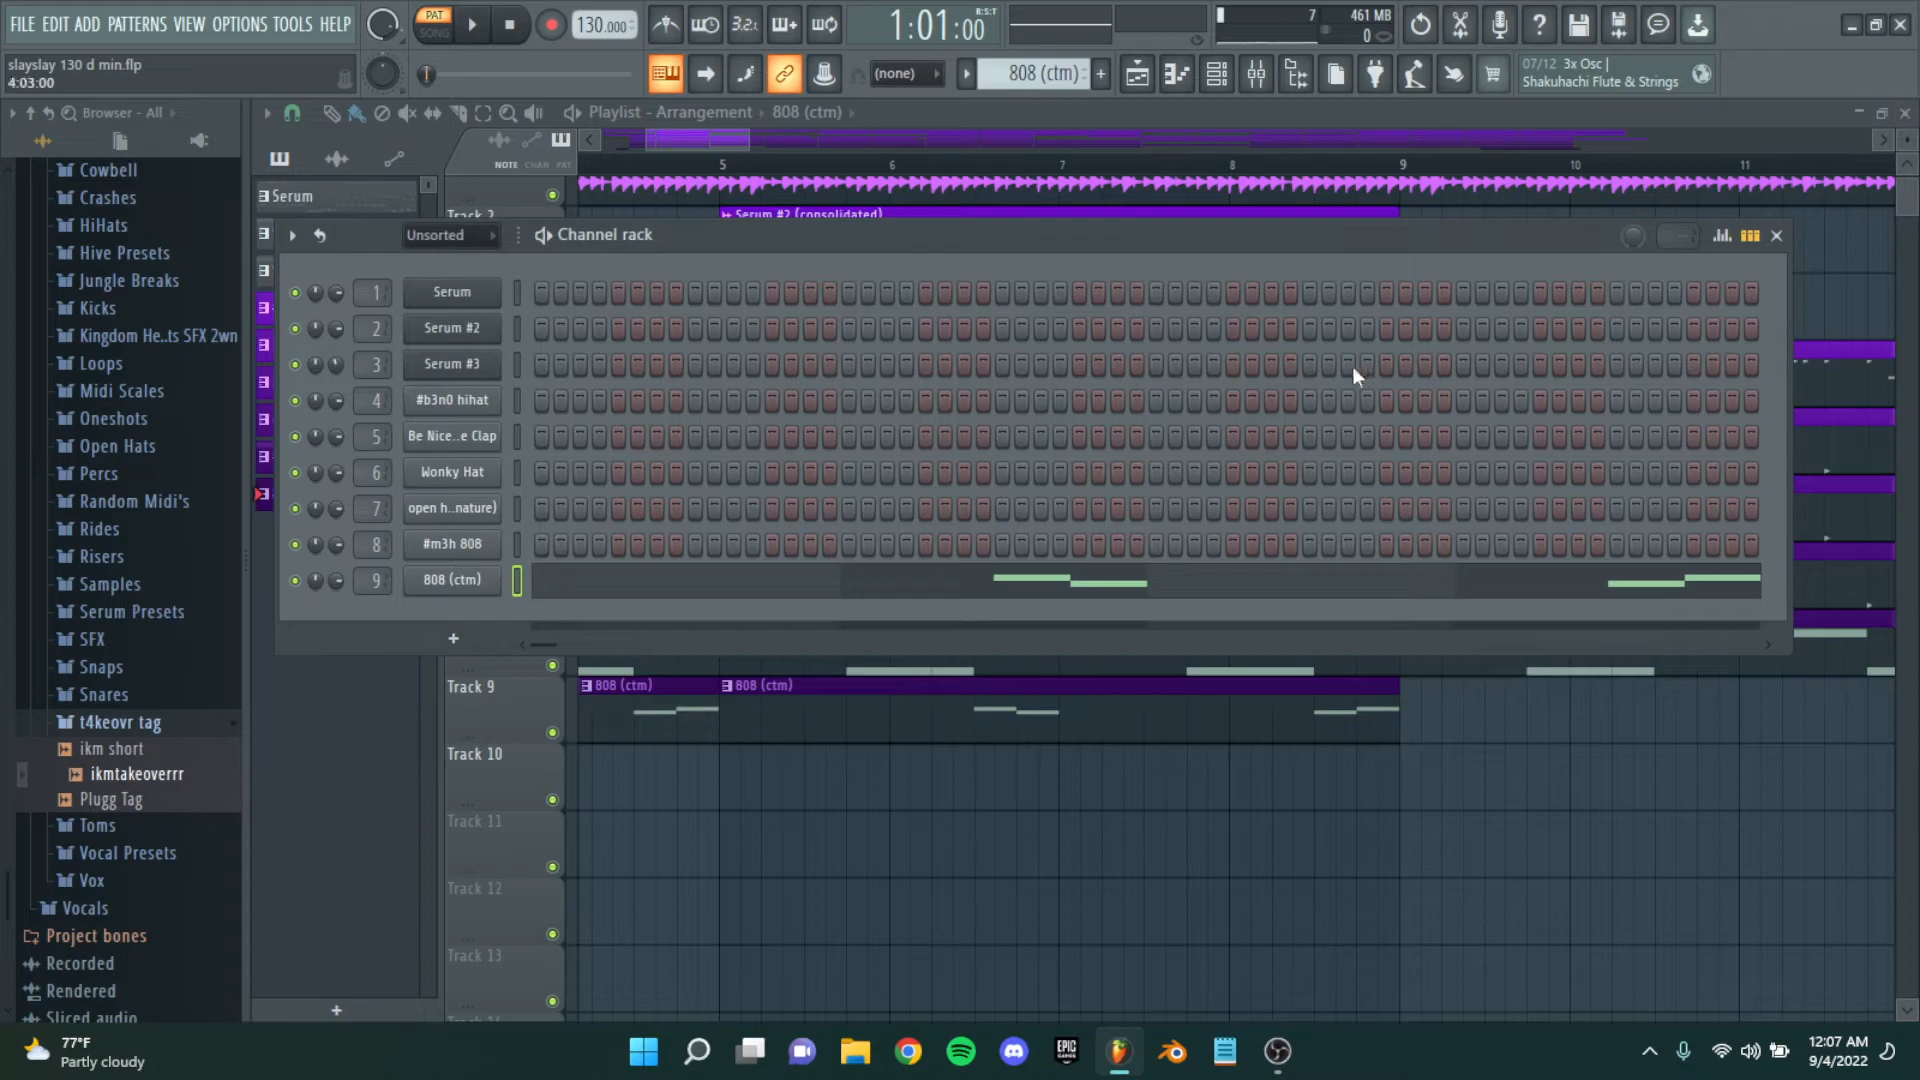 FILE EDIT ADD PATTERNS VIEW OPTIONS TOOLS HELP
PAT
SONG
130.000
3.2.
1:01:00
B:S:T
7
461 MB
0
slayslay 130 d min.flp
4:03:00
(none)
808 (ctm)
07/12 3x Osc |
Shakuhachi Flute & Strings
Browser - All
Playlist - Arrangement
808 (ctm)
NOTE CHAN PAT
5 6 7 8 9 10 11
Serum
Track 2
Serum #2 (consolidated)
Cowbell
Crashes
HiHats
Hive Presets
Jungle Breaks
Kicks
Kingdom He..ts SFX 2wn
Loops
Midi Scales
Oneshots
Open Hats
Percs
Random Midi's
Rides
Risers
Samples
Serum Presets
SFX
Snaps
Snares
t4keovr tag
ikm short
ikmtakeoverrr
Plugg Tag
Toms
Vocal Presets
Vox
Vocals
Project bones
Recorded
Rendered
Sliced audio
Unsorted
Channel rack
1 Serum
2 Serum #2
3 Serum #3
4 #b3n0 hihat
5 Be Nice..e Clap
6 Wonky Hat
7 open h..nature)
8 #m3h 808
9 808 (ctm)
Track 9
808 (ctm)
808 (ctm)
Track 10
Track 11
Track 12
Track 13
77°F
Partly cloudy
EPIC
GAMES
12:07 AM
9/4/2022